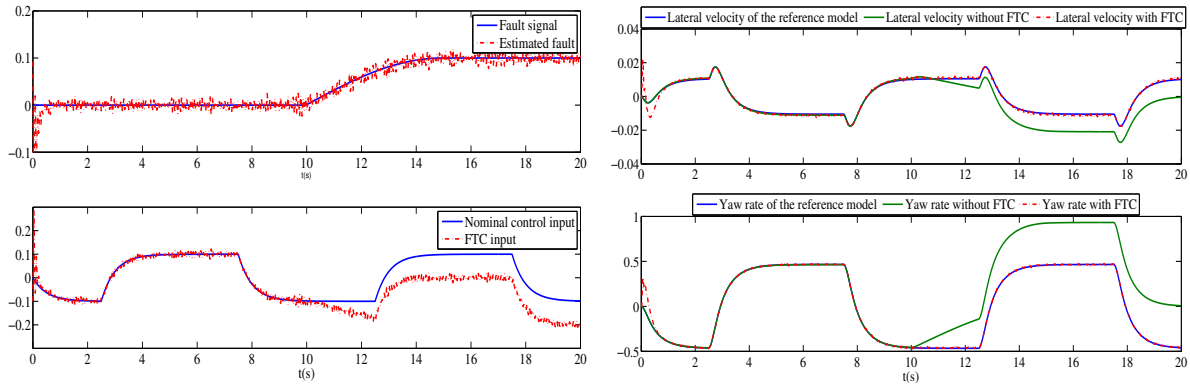 0.2
0.1
0
−0.1
Fault signal
Estimated fault
0 2 4 6 8 10 12 14 16 18 20
t(s)
0.2
0.1
0
-0.1
-0.2
Nominal control input
FTC input
0 2 4 6 8 10 12 14 16 18 20
t(s)
Lateral velocity of the reference model Lateral velocity without FTC Lateral velocity with FTC
0.04
0.02
0
−0.02
−0.04
0 2 4 6 8 10 12 14 16 18 20
Yaw rate of the reference model Yaw rate without FTC Yaw rate with FTC
1
0.5
0
−0.5
0 2 4 6 8 10 12 14 16 18 20
t(s)